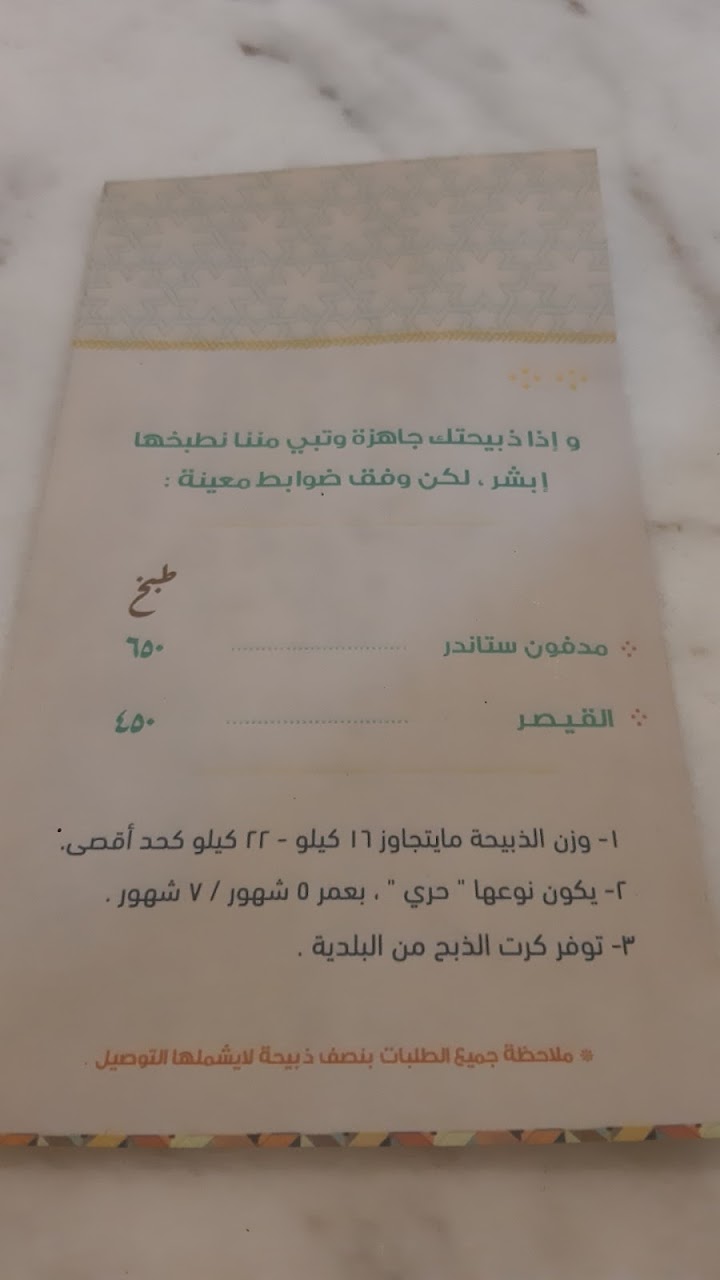 و إذا ذبيحتك جاهزة وتبي مننا نطبخها
إبشر ، لكن وفق ضوابط معينة :
طبخ
مدفون ستاندر ........................ ٦٥٠
القيصر ........................ ٤٥٠
١- وزن الذبيحة مايتجاوز ١٦ كيلو - ٢٢ كيلو كحد أقصى.
٢- يكون نوعها " حري " ، بعمر ٥ شهور / ٧ شهور .
٣- توفر كرت الذبح من البلدية .
* ملاحظة جميع الطلبات بنصف ذبيحة لايشملها التوصيل .